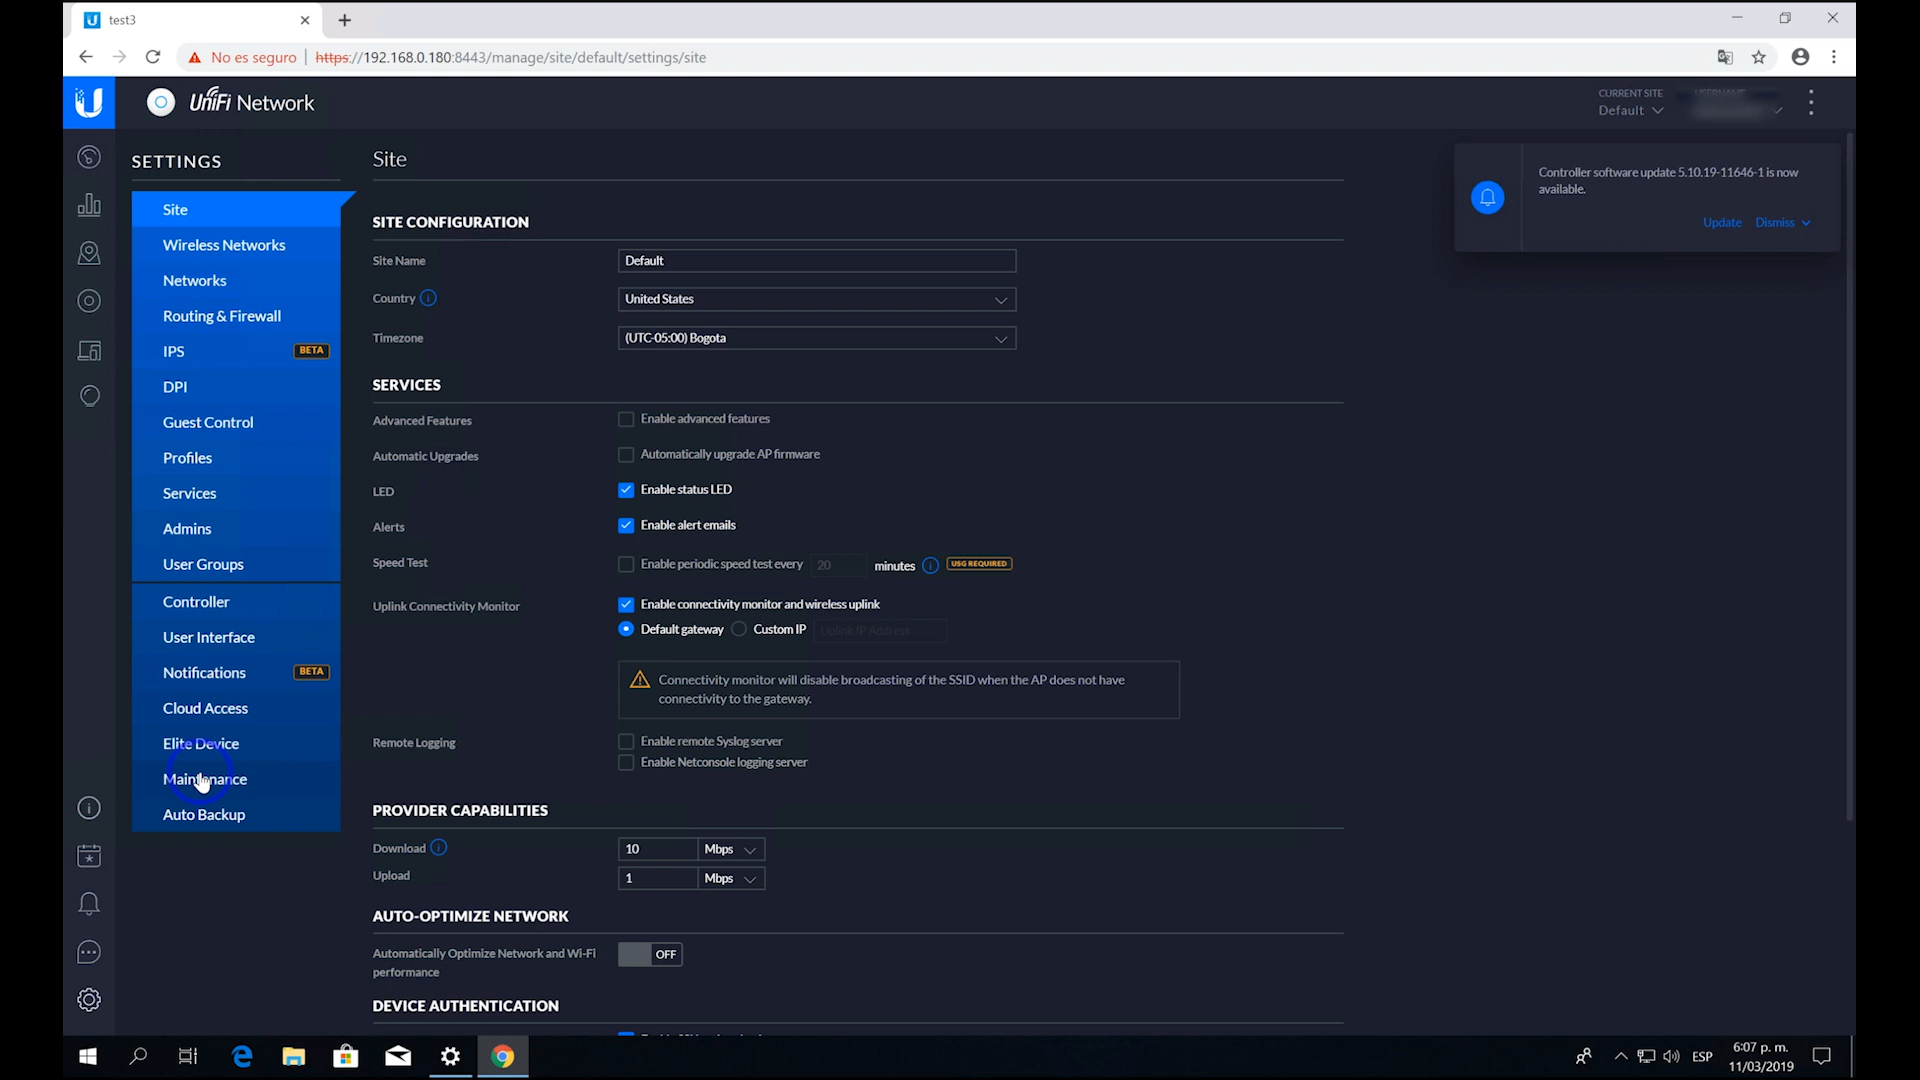 test3
No es seguro
https://192.168.0.180:8443/manage/site/default/settings/site
UniFi Network
CURRENT SITE
USERNAME
Default
SETTINGS
Site
Wireless Networks
Networks
Routing & Firewall
IPS BETA
DPI
Guest Control
Profiles
Services
Admins
User Groups
Controller
User Interface
Notifications BETA
Cloud Access
Elite Device
Maintenance
Auto Backup
Site
SITE CONFIGURATION
Site Name Default
Country United States
Timezone (UTC-05:00) Bogota
SERVICES
Advanced Features Enable advanced features
Automatic Upgrades Automatically upgrade AP firmware
LED Enable status LED
Alerts Enable alert emails
Speed Test Enable periodic speed test every 20 minutes USG REQUIRED
Uplink Connectivity Monitor Enable connectivity monitor and wireless uplink
Default gateway Custom IP Uplink IP Address
Connectivity monitor will disable broadcasting of the SSID when the AP does not have
connectivity to the gateway.
Remote Logging Enable remote Syslog server
Enable Netconsole logging server
PROVIDER CAPABILITIES
Download 10 Mbps
Upload 1 Mbps
AUTO-OPTIMIZE NETWORK
Automatically Optimize Network and Wi-Fi
performance
OFF
DEVICE AUTHENTICATION
Controller software update 5.10.19-11646-1 is now
available.
Update Dismiss
ESP
6:07 p. m.
11/03/2019